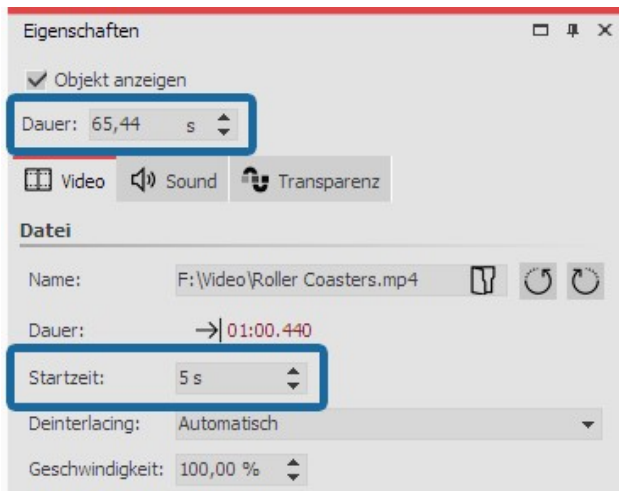 Eigenschaften
Objekt anzeigen
Dauer: 65,44 s
Video Sound Transparenz
Datei
Name: F:\Video\Roller Coasters.mp4
Dauer: 01:00.440
Startzeit: 5 s
Deinterlacing: Automatisch
Geschwindigkeit: 100,00 %